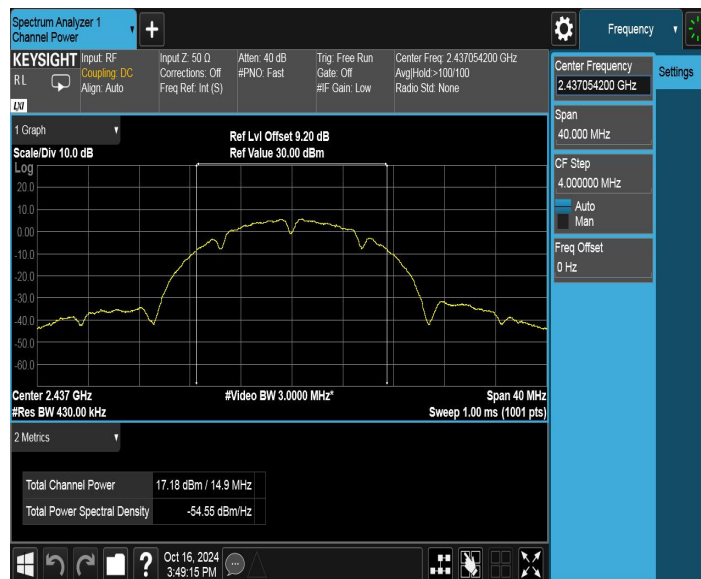 Spectrum Analyzer 1
Channel Power
+
Frequency
KEYSIGHT
RL
LXI
Input: RF
Coupling: DC
Align: Auto
Input Z: 50 Ω
Corrections: Off
Freq Ref: Int (S)
Atten: 40 dB
#PNO: Fast
Trig: Free Run
Gate: Off
#IF Gain: Low
Center Freq: 2.437054200 GHz
Avg|Hold:>100/100
Radio Std: None
Center Frequency
2.437054200 GHz
Settings
Span
40.000 MHz
CF Step
4.000000 MHz
Auto
Man
Freq Offset
0 Hz
1 Graph
Scale/Div 10.0 dB
Ref Lvl Offset 9.20 dB
Ref Value 30.00 dBm
Log
20.0
10.0
0.00
-10.0
-20.0
-30.0
-40.0
-50.0
-60.0
Center 2.437 GHz
#Video BW 3.0000 MHz*
Span 40 MHz
#Res BW 430.00 kHz
Sweep 1.00 ms (1001 pts)
2 Metrics
Total Channel Power 17.18 dBm / 14.9 MHz
Total Power Spectral Density -54.55 dBm/Hz
?
Oct 16, 2024
3:49:15 PM